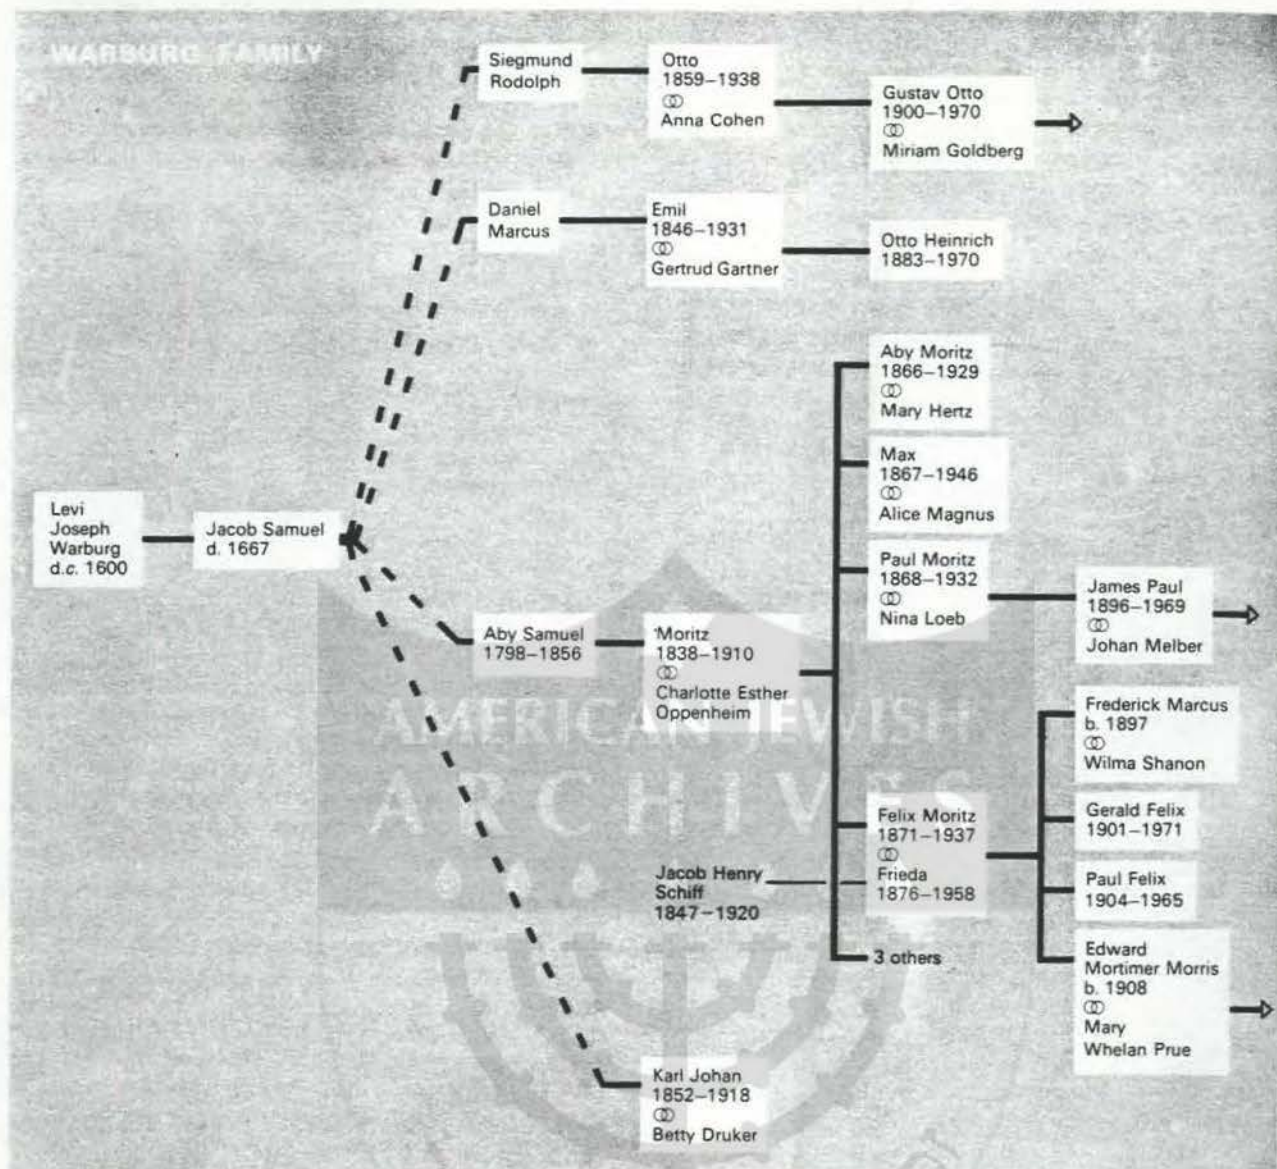 WARBURG FAMILY
Siegmund
Rodolph
Otto
1859–1938
Anna Cohen
Gustav Otto
1900–1970
Miriam Goldberg
Daniel
Marcus
Emil
1846–1931
Gertrud Gartner
Otto Heinrich
1883–1970
Aby Moritz
1866–1929
Mary Hertz
Max
1867–1946
Alice Magnus
Levi
Joseph
Warburg
d.c. 1600
Jacob Samuel
d. 1667
Paul Moritz
1868–1932
Nina Loeb
James Paul
1896–1969
Johan Melber
Aby Samuel
1798–1856
Moritz
1838–1910
Charlotte Esther
Oppenheim
Frederick Marcus
b. 1897
Wilma Shanon
Felix Moritz
1871–1937
Frieda
1876–1958
Jacob Henry
Schiff
1847–1920
Gerald Felix
1901–1971
Paul Felix
1904–1965
3 others
Edward
Mortimer Morris
b. 1908
Mary
Whelan Prue
Karl Johan
1852–1918
Betty Druker
AMERICAN JEWISH
ARCHIVES